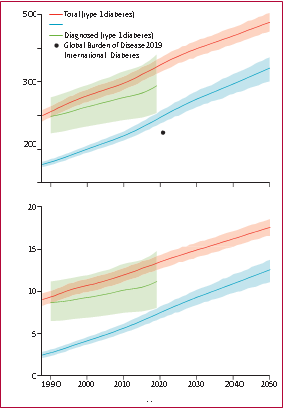 500
Total (type 1 diabetes)
Diagnosed (type 1 diabetes)
Global Burden of Disease 2019
International Diabetes
300
200
20
15
10
5
0
1990 2000 2010 2020 2030 2040 2050